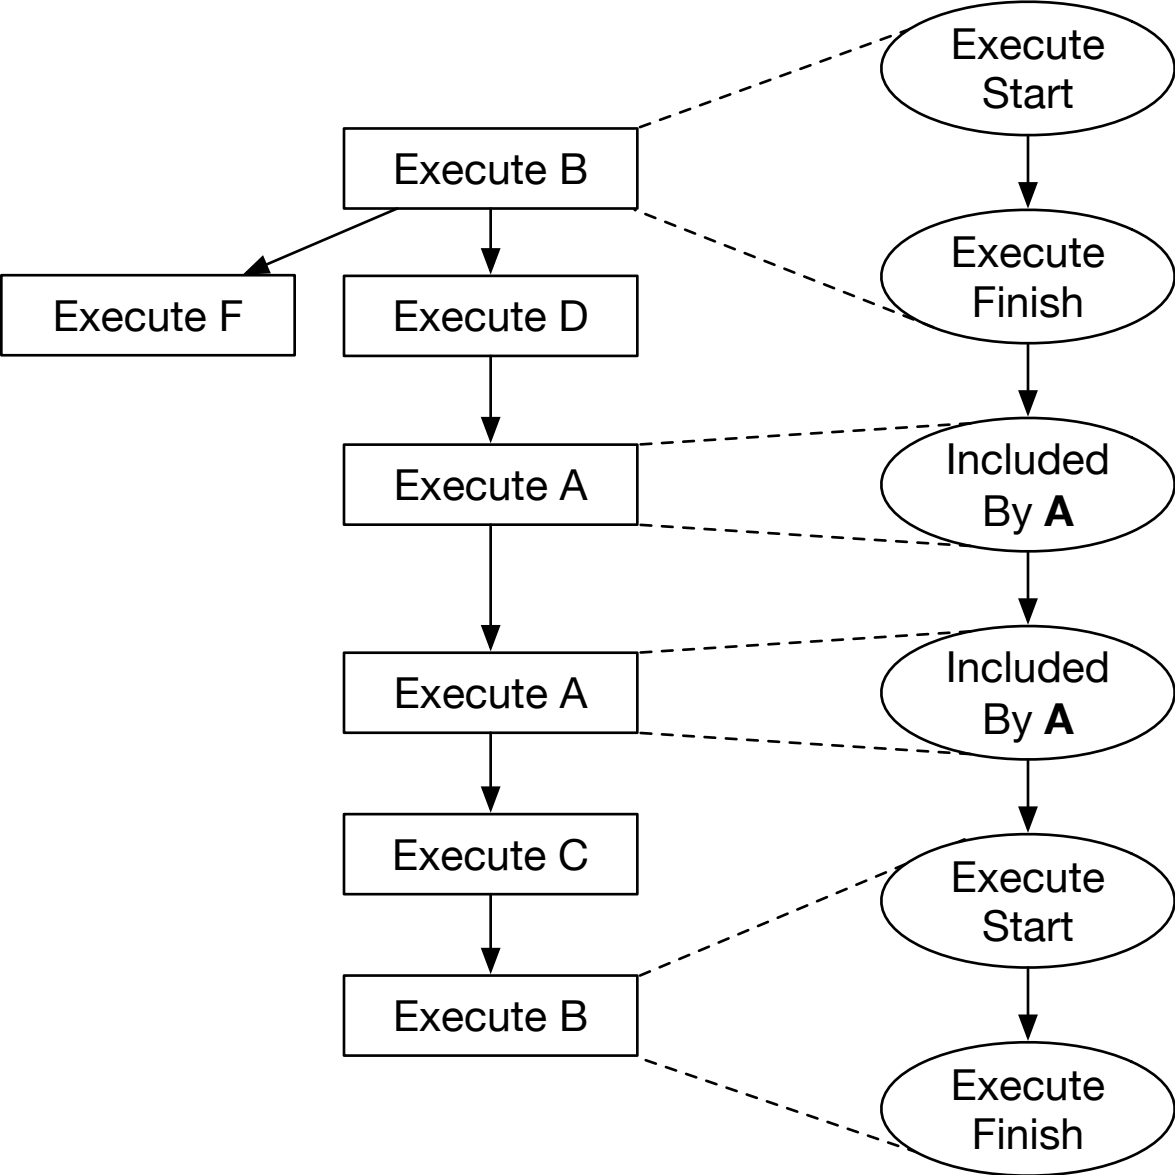 Execute
Start
Execute B
Execute
Finish
Execute F
Execute D
Included
By A
Execute A
Included
By A
Execute A
Execute C
Execute
Start
Execute B
Execute
Finish